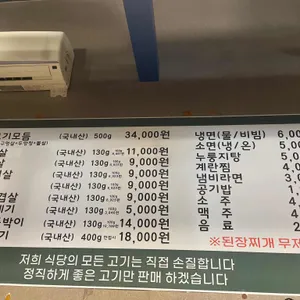 고기모듬 (국내산) 500g 34,000원
살 (국내산) 130g 11,000원
살 (국내산) 130g 9,000원
(국내산) 130g 9,000원
(국내산) 130g 9,000원
겹살 (국내산) 130g 9,000원
(국내산) 130g 5,000원
(국내산) 130g 14,000원
(국내산) 400g 18,000원
냉면(물/비빔) 6,000
소면(냉/온) 5,00
누룽지탕 5,0
계란찜 4,0
냄비라면 3,
공기밥 1,
소 주
맥 주
음 료 2
※된장찌개 무제
저희 식당의 모든 고기는 직접 손질합니다
정직하게 좋은 고기만 판매 하겠습니다